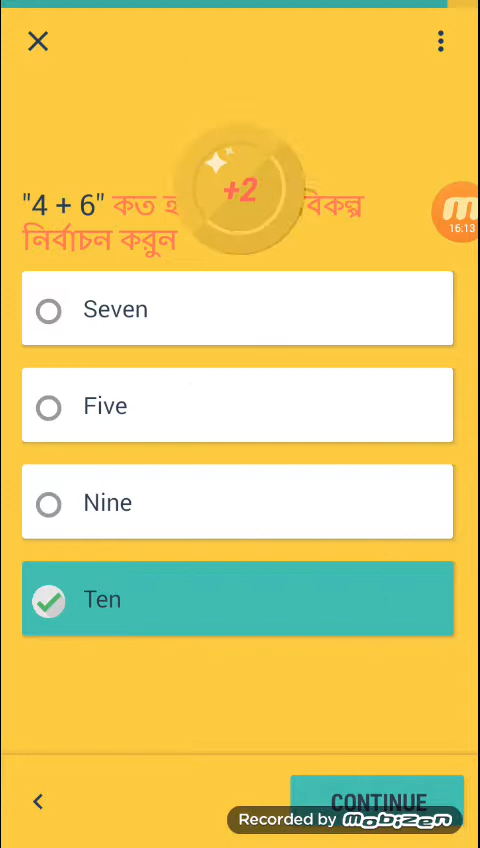 "4 + 6" কত হ বিকল্প
+2
নির্বাচন করুন
16:13
Seven
Five
Nine
Ten
CONTINUE
Recorded by mobizen